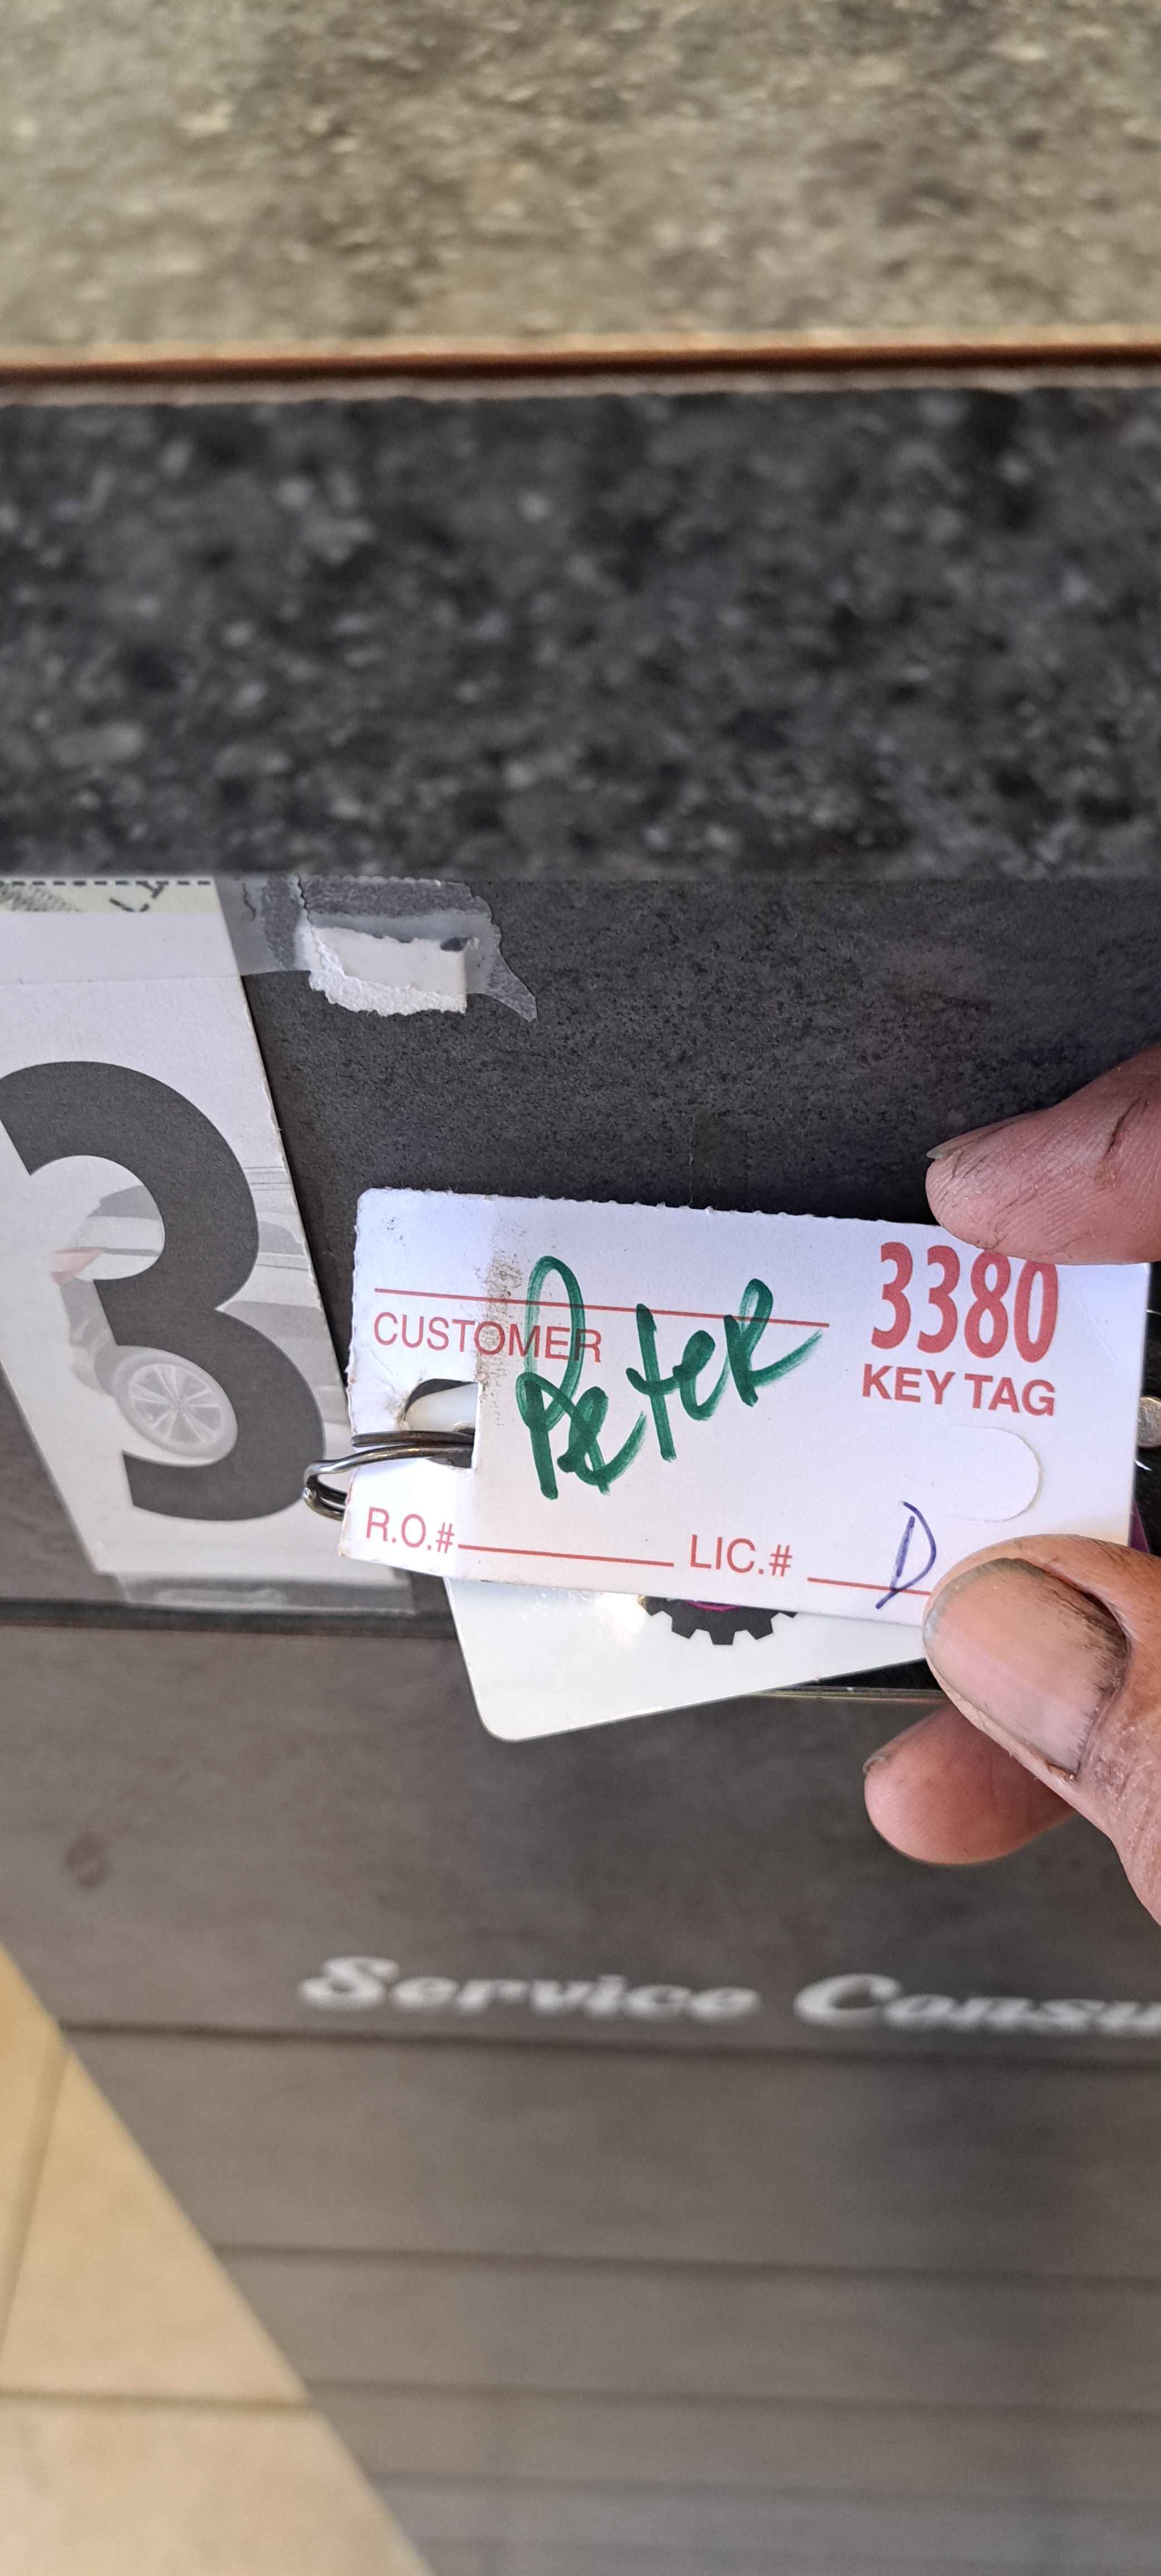 3
3380
CUSTOMER
Peter
KEY TAG
R.O.#
LIC.# D
Service